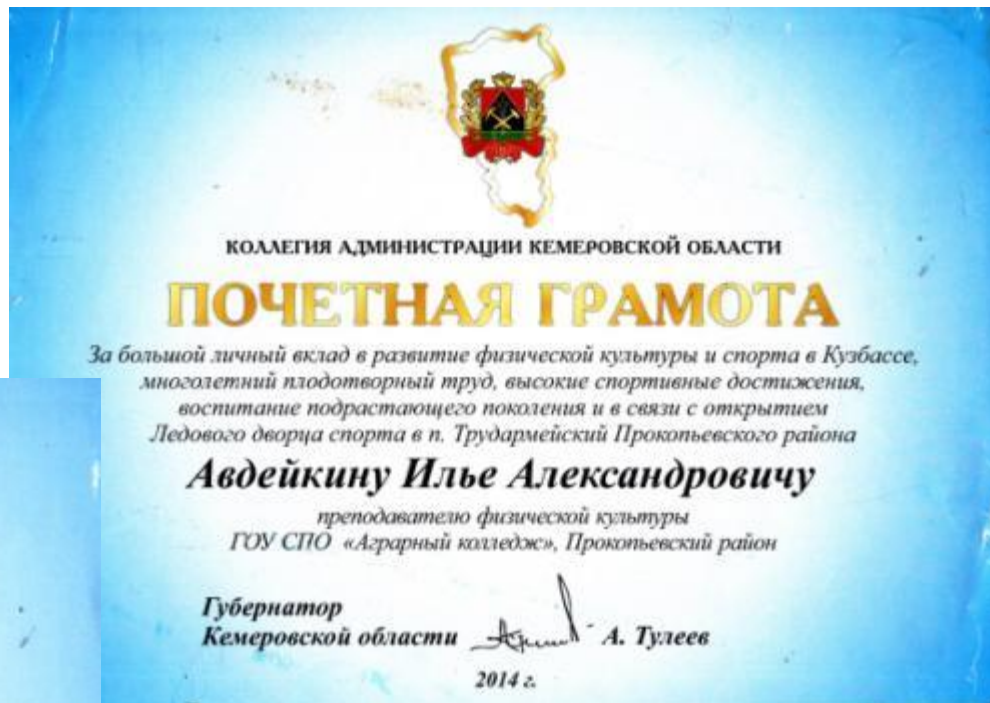 КОЛЛЕГИЯ АДМИНИСТРАЦИИ КЕМЕРОВСКОЙ ОБЛАСТИ
ПОЧЕТНАЯ ГРАМОТА
За большой личный вклад в развитие физической культуры и спорта в Кузбассе,
многолетний плодотворный труд, высокие спортивные достижения,
воспитание подрастающего поколения и в связи с открытием
Ледового дворца спорта в п. Трудармейский Прокопьевского района
Авдейкину Илье Александровичу
преподавателю физической культуры
ГОУ СПО «Аграрный колледж», Прокопьевский район
Губернатор
Кемеровской области А. Тулеев
2014 г.